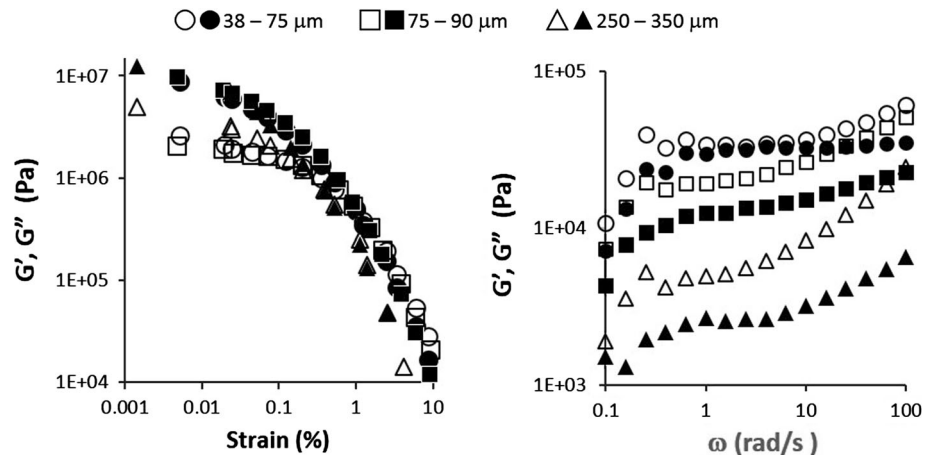 38 – 75 μm 75 – 90 μm 250 – 350 μm
G’, G” (Pa)
1E+07
1E+06
1E+05
1E+04
0.001 0.01 0.1 1 10
Strain (%)
G’, G” (Pa)
1E+05
1E+04
1E+03
0.1 1 10 100
ω (rad/s )